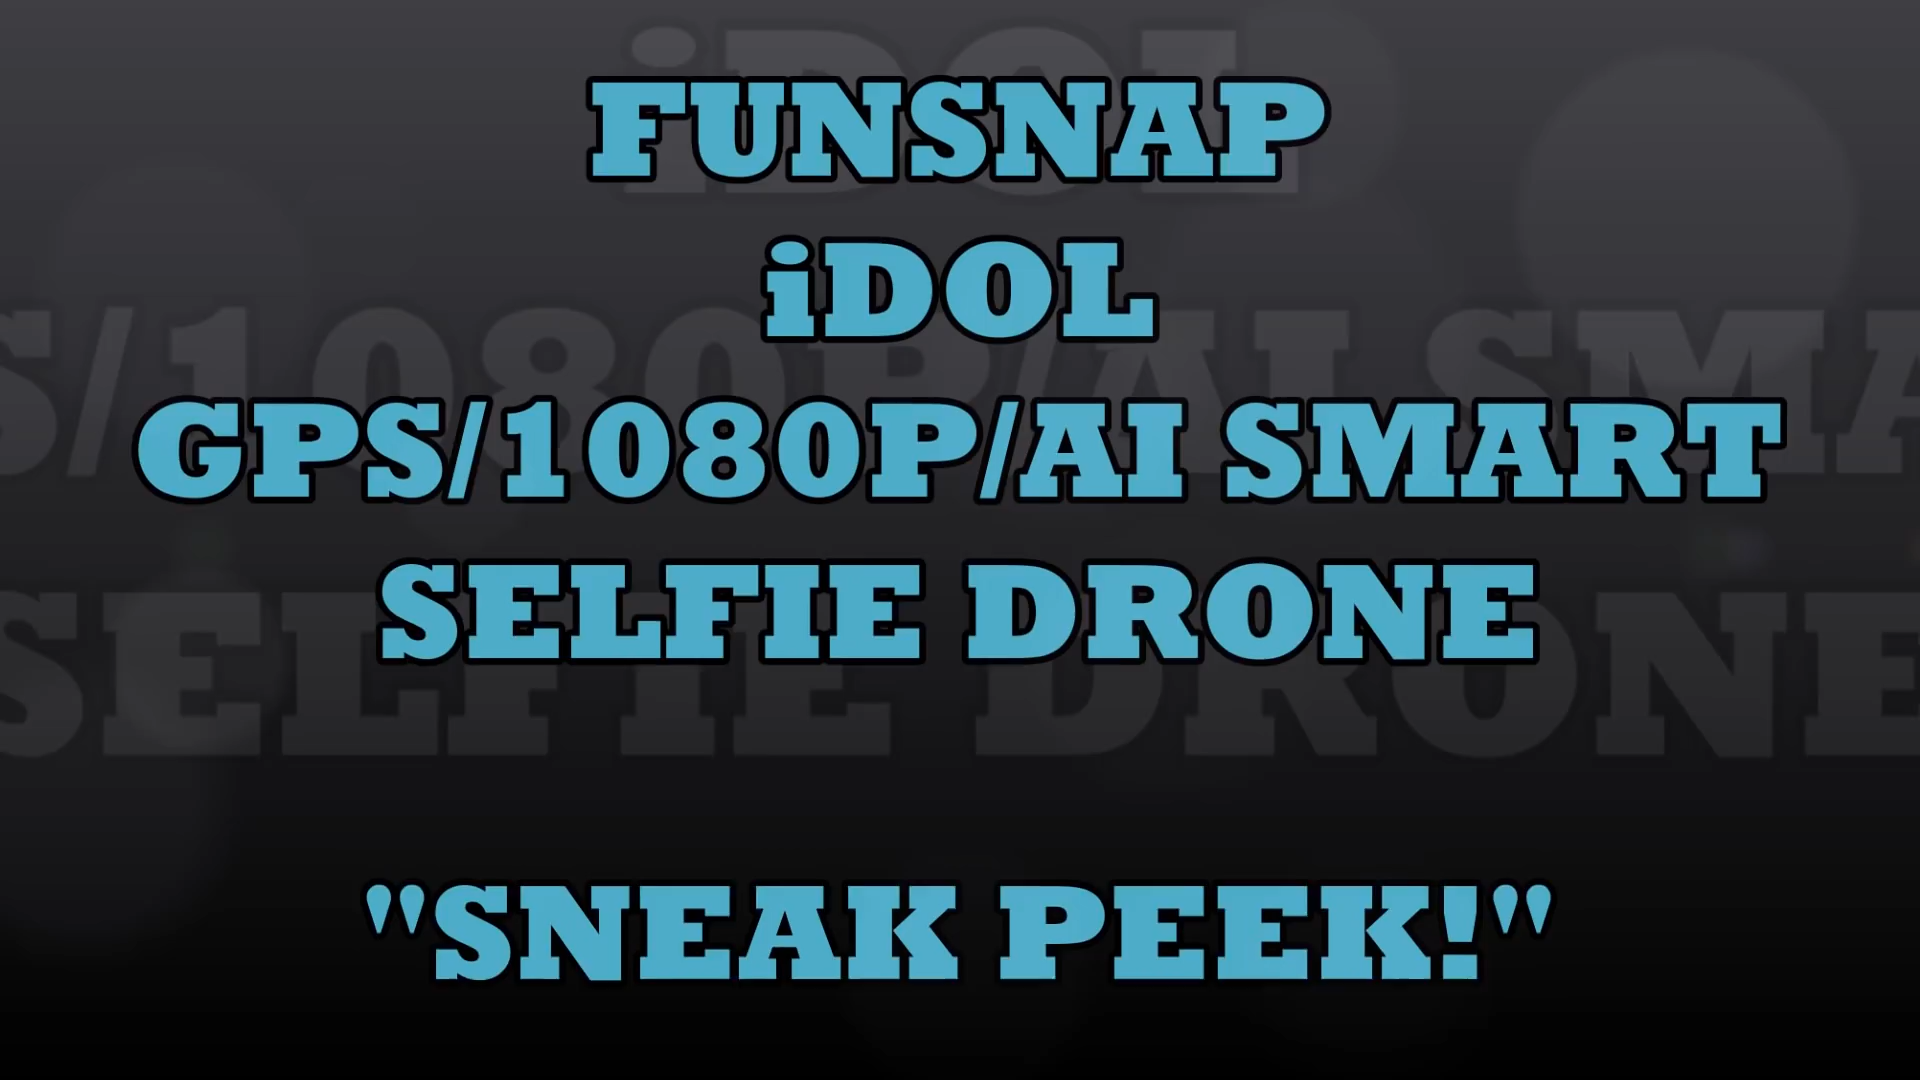 FUNSNAP
iDOL
GPS/1080P/AI SMART
SELFIE DRONE
"SNEAK PEEK!"